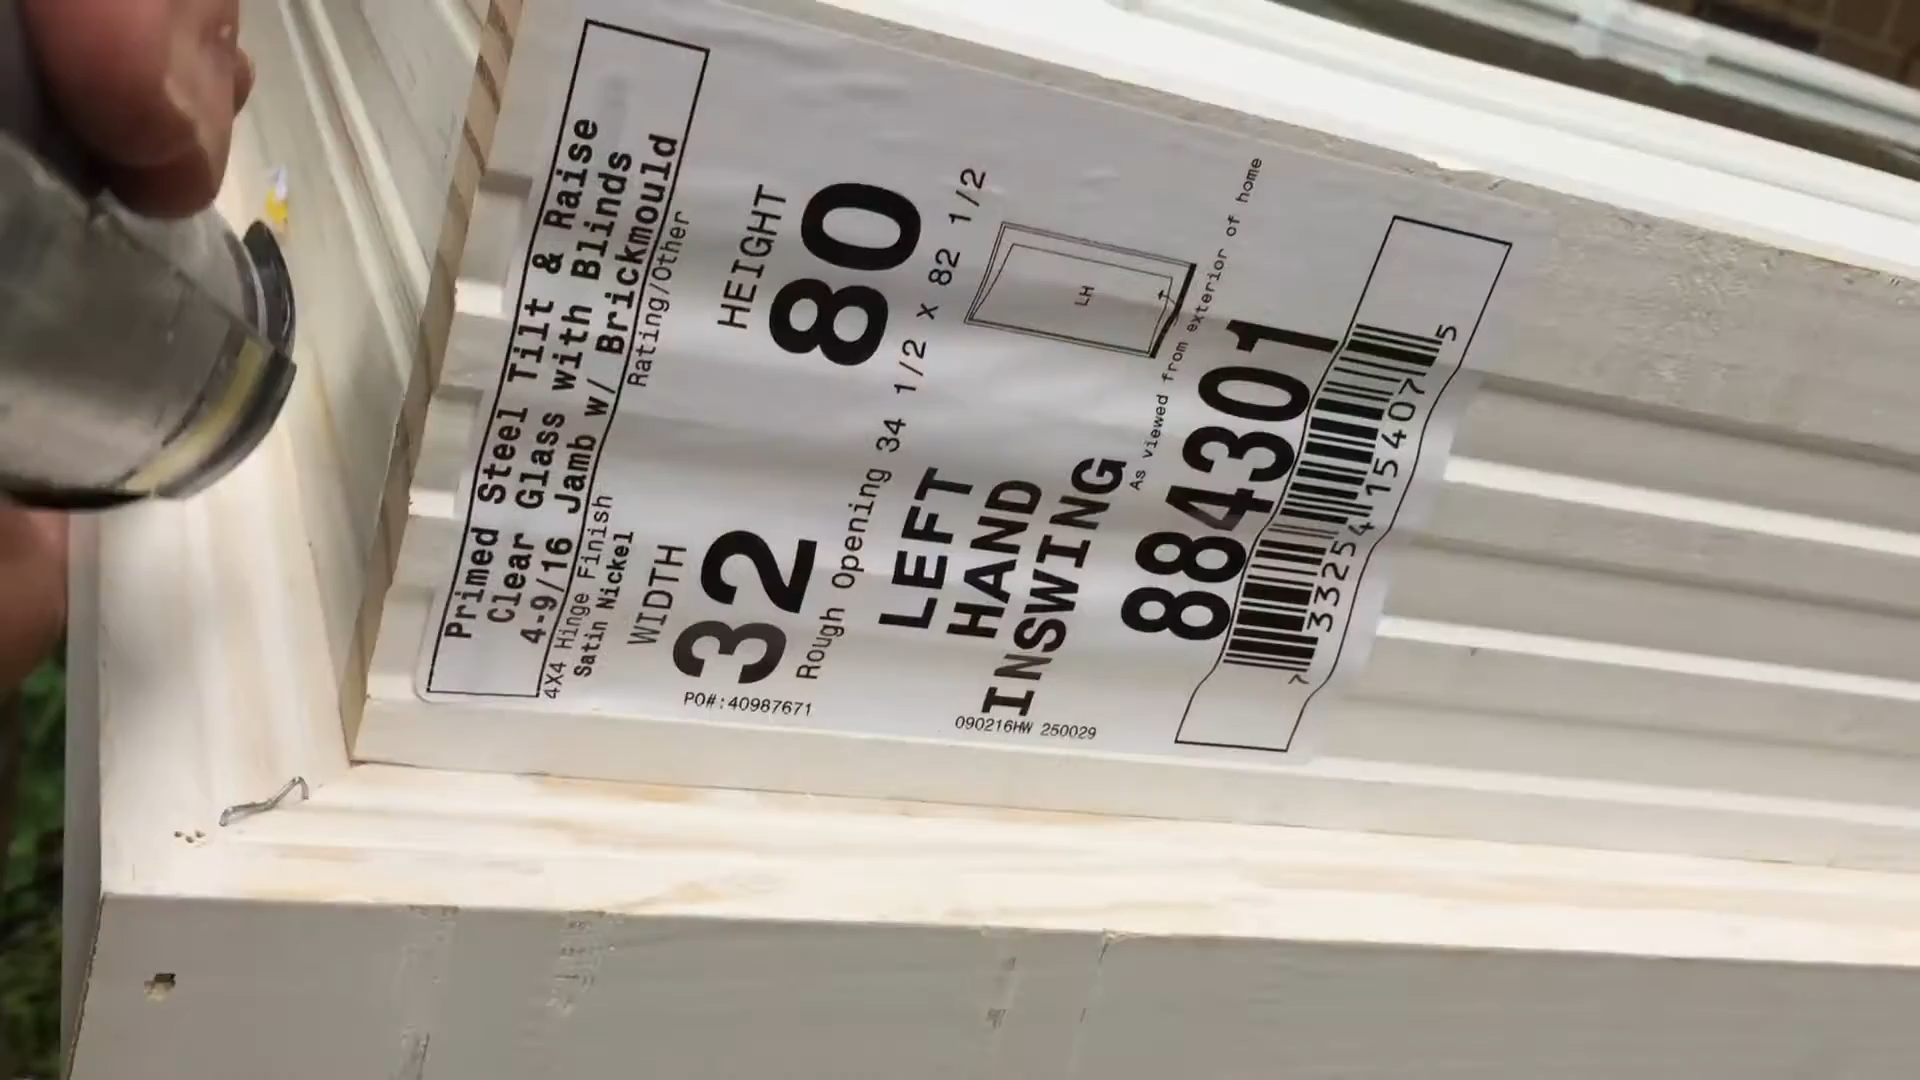 Primed Steel Tilt & Raise
Clear Glass with Blinds
4-9/16 Jamb w/ Brickmould
4X4 Hinge Finish
Rating/Other
Satin Nickel
WIDTH
HEIGHT
32
80
Rough Opening 34 1/2 x 82 1/2
PO#:40987671
LEFT
HAND
INSWING
LH
As viewed from exterior of home
090216HW 250029
884301
7 33254 15407 5